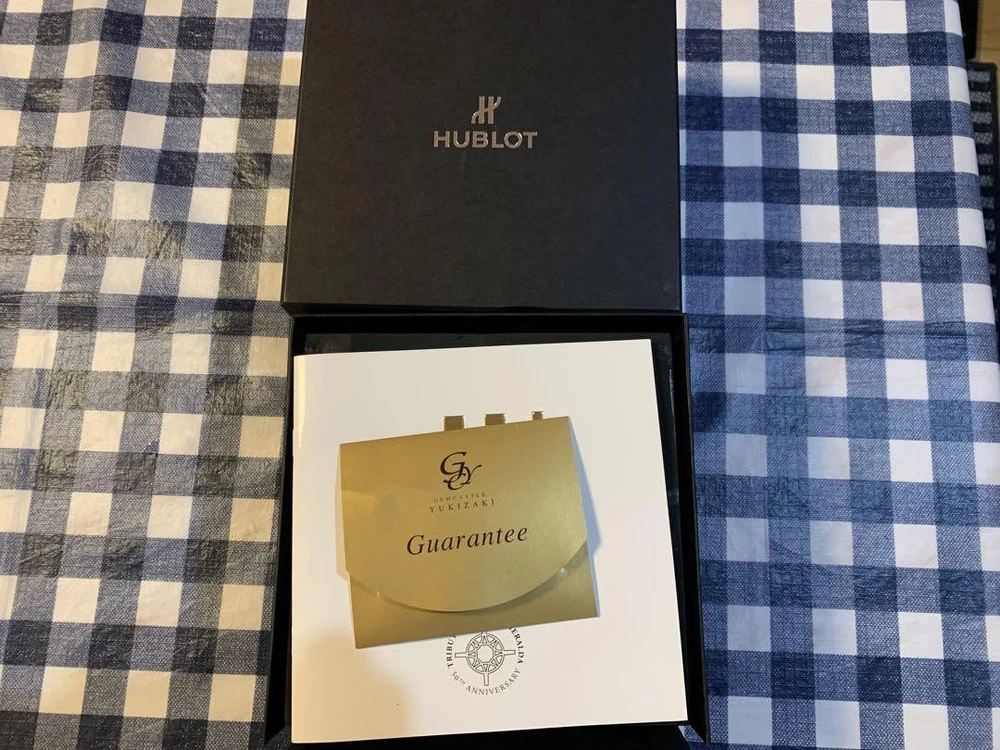 HUBLOT
GY
GEMCASTLE
YUKIZAKI
Guarantee
50TH ANNIVERSARY